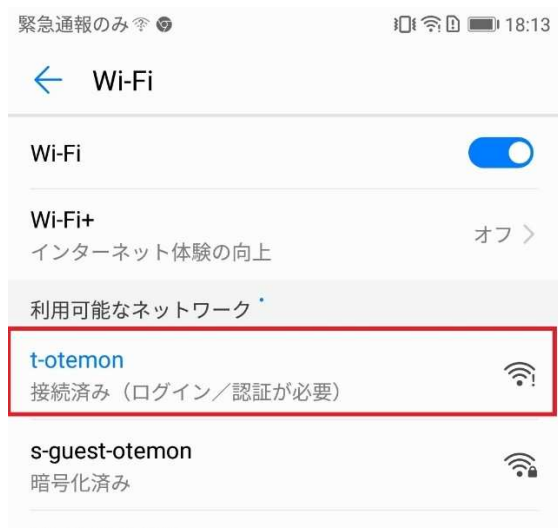 緊急通報のみ 18:13
Wi-Fi
Wi-Fi
Wi-Fi+
インターネット体験の向上
オフ
利用可能なネットワーク
t-otemon
接続済み（ログイン／認証が必要）
s-guest-otemon
暗号化済み